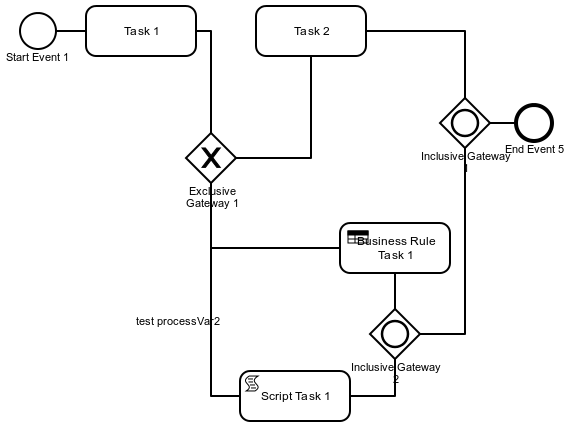 Task 1
Task 2
Start Event 1
Inclusive Gateway
1
End Event 5
Exclusive
Gateway 1
Business Rule
Task 1
test processVar2
Inclusive Gateway
2
Script Task 1